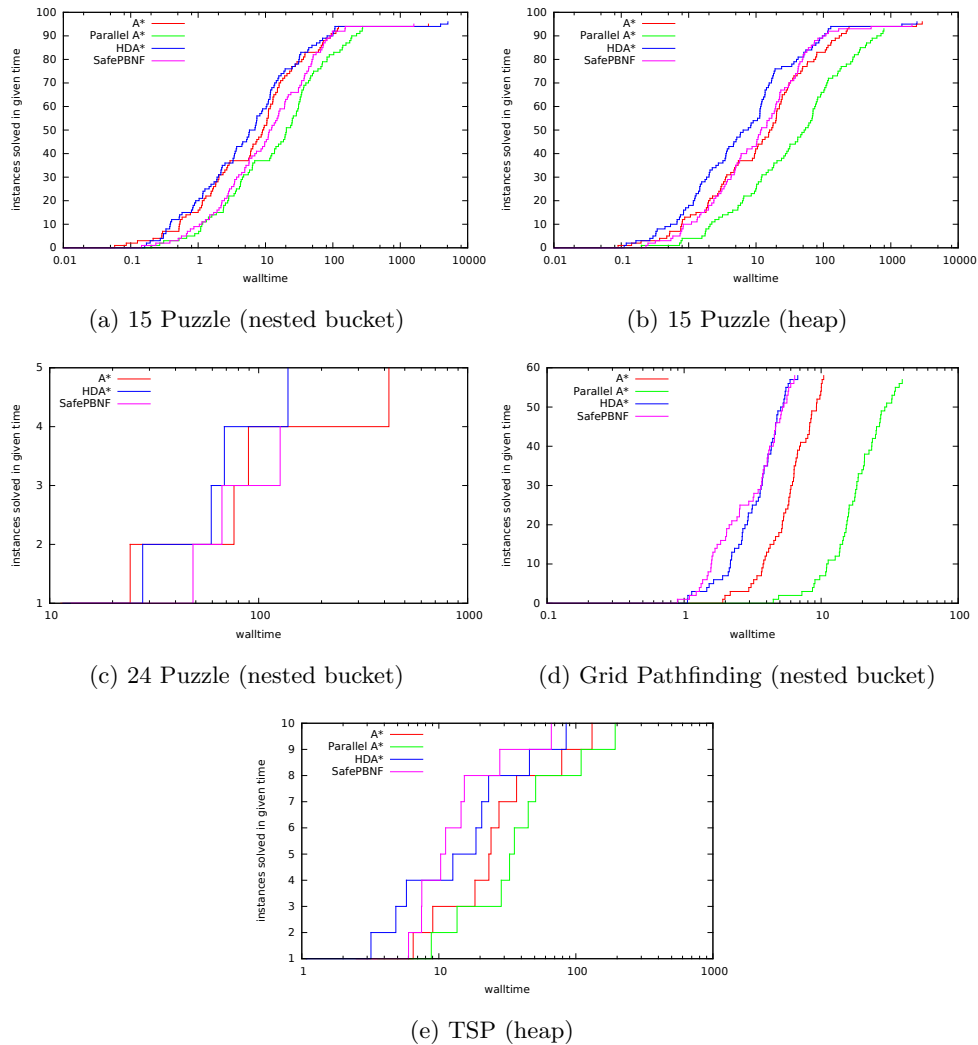 A*
Parallel A*
HDA*
SafePBNF
instances solved in given time
100
90
80
70
60
50
40
30
20
10
0
0.01 0.1 1 10 100 1000 10000
walltime
(a) 15 Puzzle (nested bucket)
A*
Parallel A*
HDA*
SafePBNF
instances solved in given time
100
90
80
70
60
50
40
30
20
10
0
0.01 0.1 1 10 100 1000 10000
walltime
(b) 15 Puzzle (heap)
A*
HDA*
SafePBNF
instances solved in given time
5
4
3
2
1
10 100 1000
walltime
(c) 24 Puzzle (nested bucket)
A*
Parallel A*
HDA*
SafePBNF
instances solved in given time
60
50
40
30
20
10
0
0.1 1 10 100
walltime
(d) Grid Pathfinding (nested bucket)
A*
Parallel A*
HDA*
SafePBNF
instances solved in given time
10
9
8
7
6
5
4
3
2
1
1 10 100 1000
walltime
(e) TSP (heap)